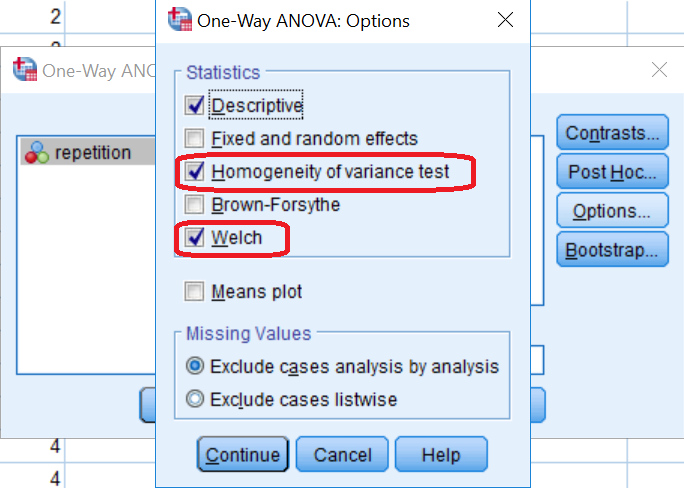 2
One-Way ANOVA: Options
One-Way ANO
Statistics
Descriptive
Fixed and random effects
Homogeneity of variance test
Brown-Forsythe
Welch
Means plot
Missing Values
Exclude cases analysis by analysis
Exclude cases listwise
Continue Cancel Help
repetition
Contrasts...
Post Hoc...
Options...
Bootstrap...
4
4